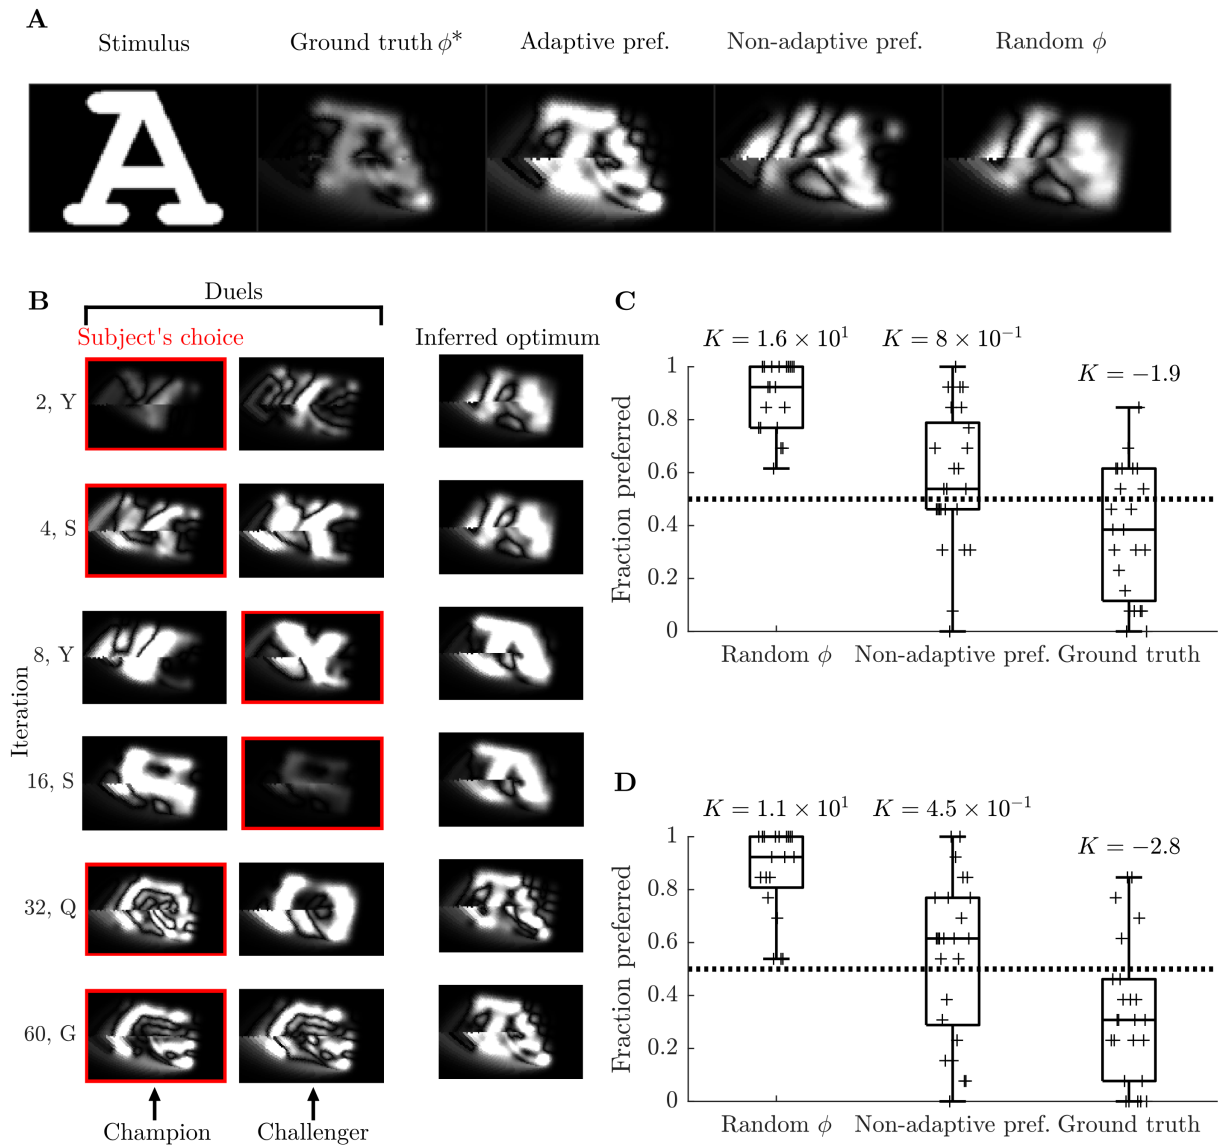 A
Stimulus Ground truth ϕ* Adaptive pref. Non-adaptive pref. Random ϕ
A
B
Duels
Subject's choice Inferred optimum
Iteration
2, Y
4, S
8, Y
16, S
32, Q
60, G
Champion Challenger
C
K = 1.6 × 10¹ K = 8 × 10⁻¹ K = −1.9
Fraction preferred
1
0.8
0.6
0.4
0.2
0
Random ϕ Non-adaptive pref. Ground truth
D
K = 1.1 × 10¹ K = 4.5 × 10⁻¹ K = −2.8
Fraction preferred
1
0.8
0.6
0.4
0.2
0
Random ϕ Non-adaptive pref. Ground truth